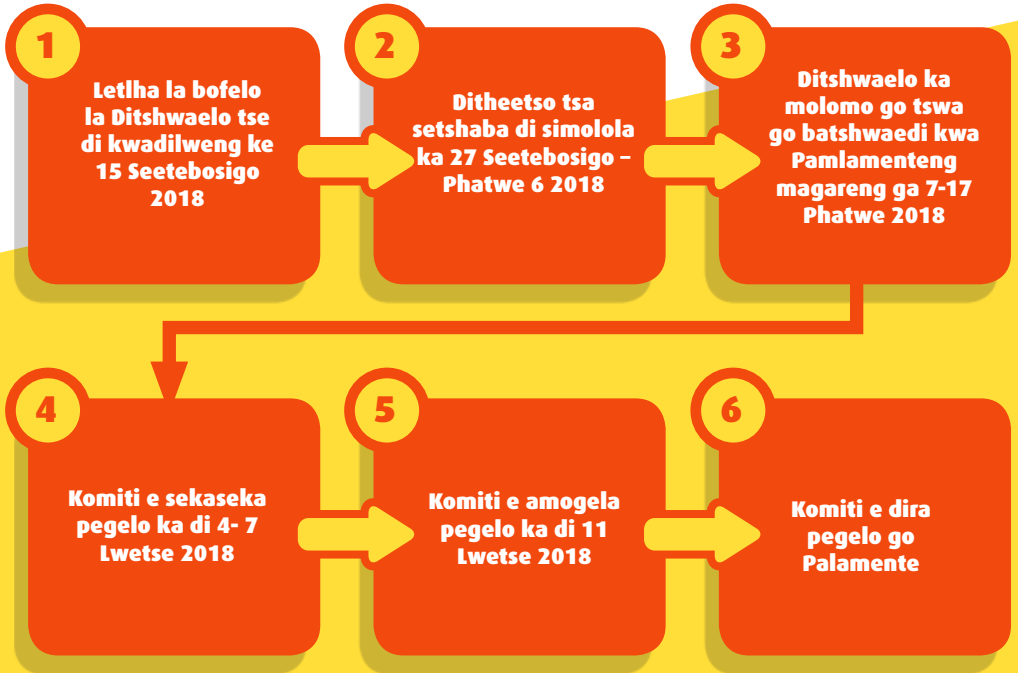 1
Letlha la bofelo
la Ditshwaelo tse
di kwadilweng ke
15 Seetebosigo
2018
2
Ditheetso tsa
setshaba di simolola
ka 27 Seetebosigo –
Phatwe 6 2018
3
Ditshwaelo ka
molomo go tswa
go batshwaedi kwa
Pamlamenteng
magareng ga 7-17
Phatwe 2018
4
Komiti e sekaseka
pegelo ka di 4- 7
Lwetse 2018
5
Komiti e amogela
pegelo ka di 11
Lwetse 2018
6
Komiti e dira
pegelo go
Palamente